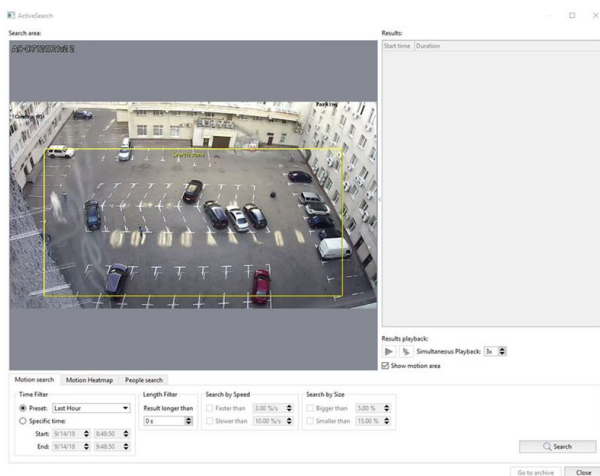 ActiveSearch
Search area:
Results:
Start time Duration
Parking
Search zone
Results playback:
Simultaneous Playback: 3s
Show motion area
Motion search Motion Heatmap People search
Time Filter Length Filter Search by Speed Search by Size
Preset: Last Hour Result longer than Faster than 3.00 %/s Bigger than 5.00 %
Specific time: 0 s Slower than 10.00 %/s Smaller than 15.00 %
Start: 9/14/18 8:48:50
End: 9/14/18 9:48:50
Search
Go to archive Close